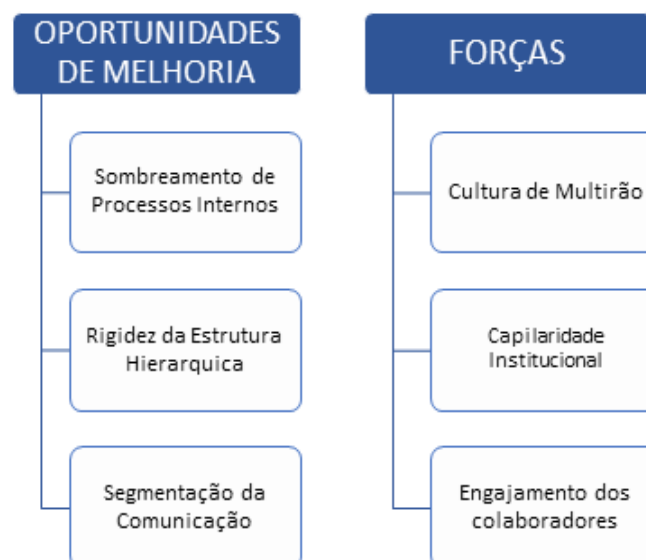 OPORTUNIDADES
DE MELHORIA
Sombreamento de
Processos Internos
Rigidez da Estrutura
Hierarquica
Segmentação da
Comunicação
FORÇAS
Cultura de Multirão
Capilaridade
Institucional
Engajamento dos
colaboradores